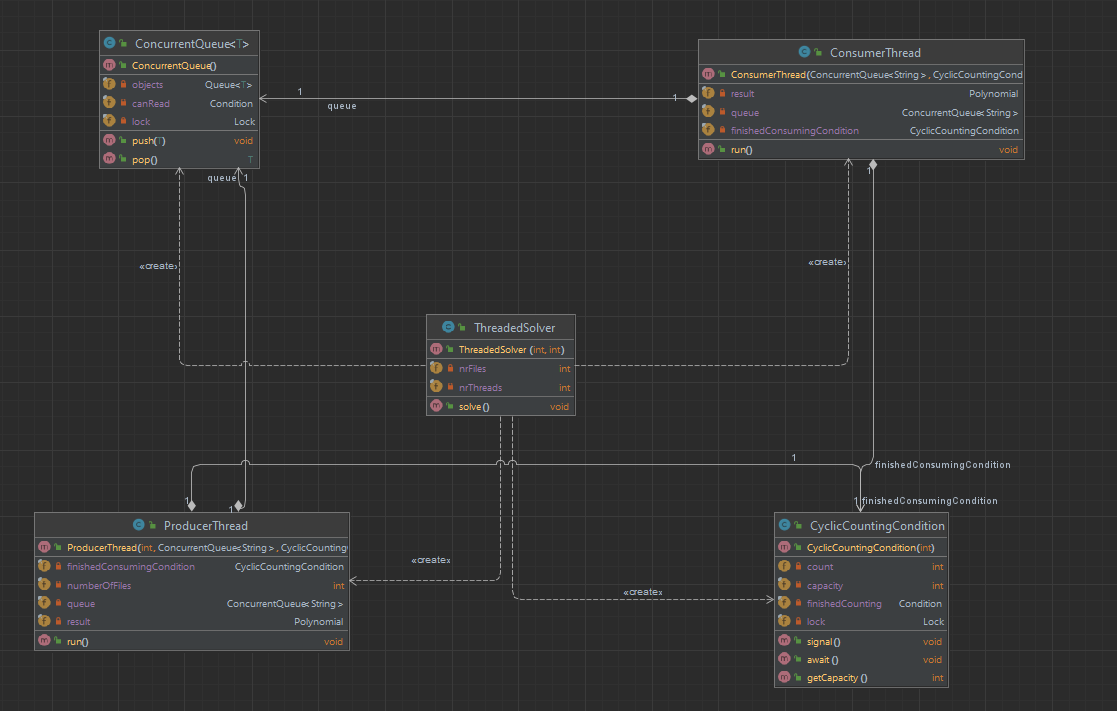 ConcurrentQueue<T>
ConcurrentQueue()
objects Queue<T>
canRead Condition
lock Lock
push(T) void
pop() T
ConsumerThread
ConsumerThread(ConcurrentQueue<String>, CyclicCountingCond
result Polynomial
queue ConcurrentQueue<String>
finishedConsumingCondition CyclicCountingCondition
run() void
1
queue
1
queue 1
1
«create»
«create»
ThreadedSolver
ThreadedSolver (int, int)
nrFiles int
nrThreads int
solve() void
1
finishedConsumingCondition
1
1
1 finishedConsumingCondition
ProducerThread
ProducerThread(int, ConcurrentQueue<String>, CyclicCounting
finishedConsumingCondition CyclicCountingCondition
numberOfFiles int
queue ConcurrentQueue<String>
result Polynomial
run() void
«create»
«create»
CyclicCountingCondition
CyclicCountingCondition(int)
count int
capacity int
finishedCounting Condition
lock Lock
signal() void
await() void
getCapacity() int